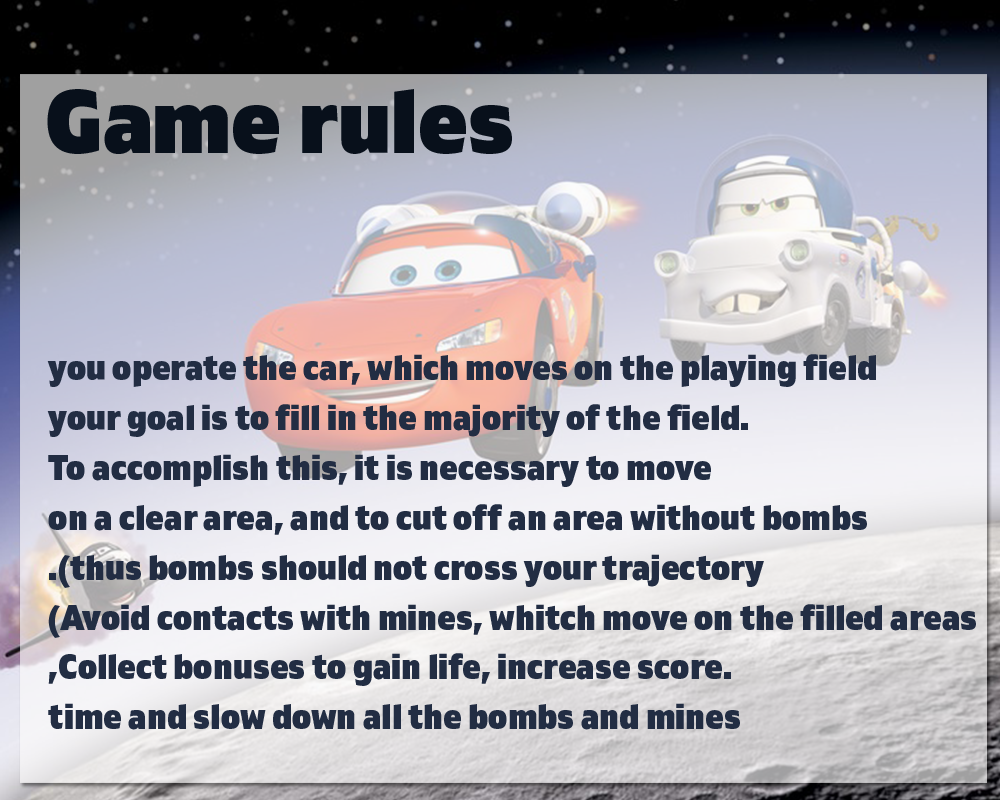 Game rules
you operate the car, which moves on the playing field
your goal is to fill in the majority of the field.
To accomplish this, it is necessary to move
on a clear area, and to cut off an area without bombs
.(thus bombs should not cross your trajectory
(Avoid contacts with mines, whitch move on the filled areas
,Collect bonuses to gain life, increase score.
time and slow down all the bombs and mines